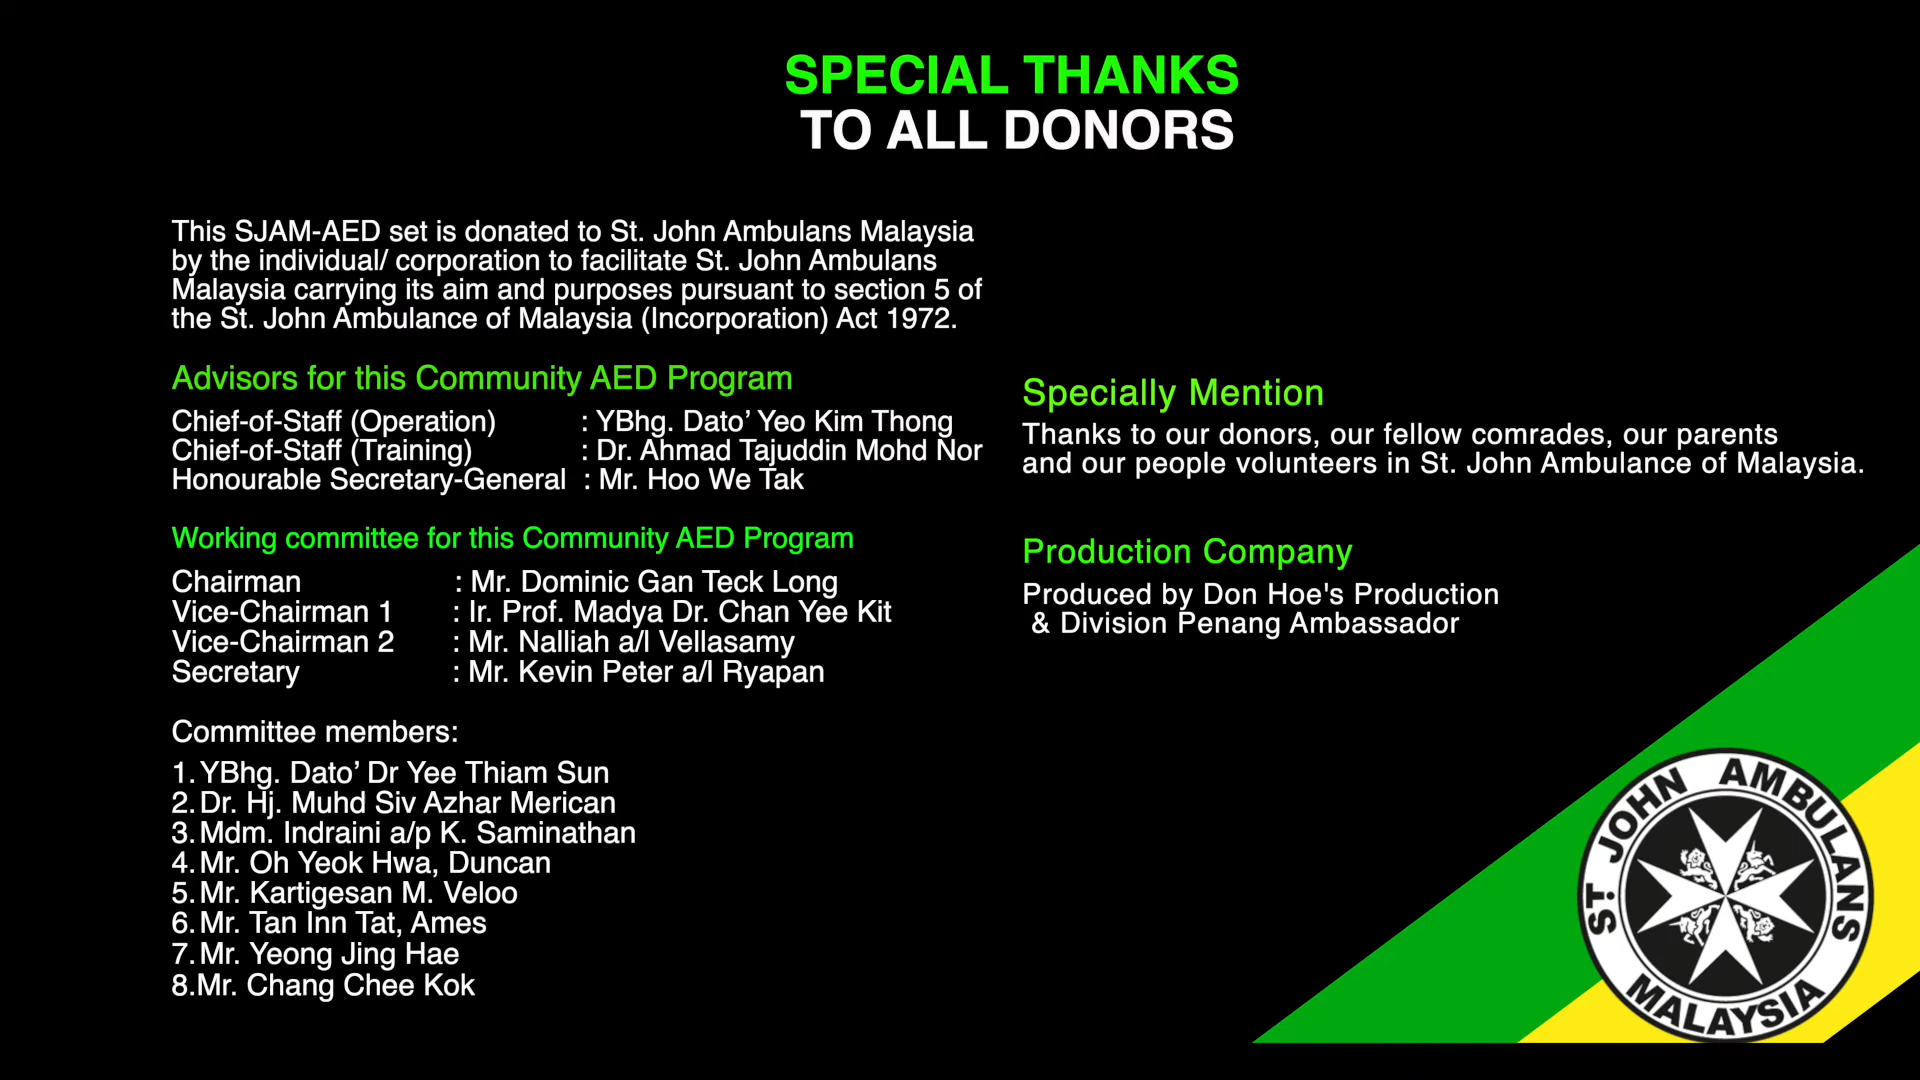 SPECIAL THANKS
TO ALL DONORS
This SJAM-AED set is donated to St. John Ambulans Malaysia
by the individual/ corporation to facilitate St. John Ambulans
Malaysia carrying its aim and purposes pursuant to section 5 of
the St. John Ambulance of Malaysia (Incorporation) Act 1972.
Advisors for this Community AED Program
Chief-of-Staff (Operation) : YBhg. Dato’ Yeo Kim Thong
Chief-of-Staff (Training) : Dr. Ahmad Tajuddin Mohd Nor
Honourable Secretary-General : Mr. Hoo We Tak
Working committee for this Community AED Program
Chairman : Mr. Dominic Gan Teck Long
Vice-Chairman 1 : Ir. Prof. Madya Dr. Chan Yee Kit
Vice-Chairman 2 : Mr. Nalliah a/l Vellasamy
Secretary : Mr. Kevin Peter a/l Ryapan
Committee members:
1. YBhg. Dato’ Dr Yee Thiam Sun
2. Dr. Hj. Muhd Siv Azhar Merican
3. Mdm. Indraini a/p K. Saminathan
4. Mr. Oh Yeok Hwa, Duncan
5. Mr. Kartigesan M. Veloo
6. Mr. Tan Inn Tat, Ames
7. Mr. Yeong Jing Hae
8.Mr. Chang Chee Kok
Specially Mention
Thanks to our donors, our fellow comrades, our parents
and our people volunteers in St. John Ambulance of Malaysia.
Production Company
Produced by Don Hoe's Production
& Division Penang Ambassador
ST. JOHN AMBULANS
MALAYSIA